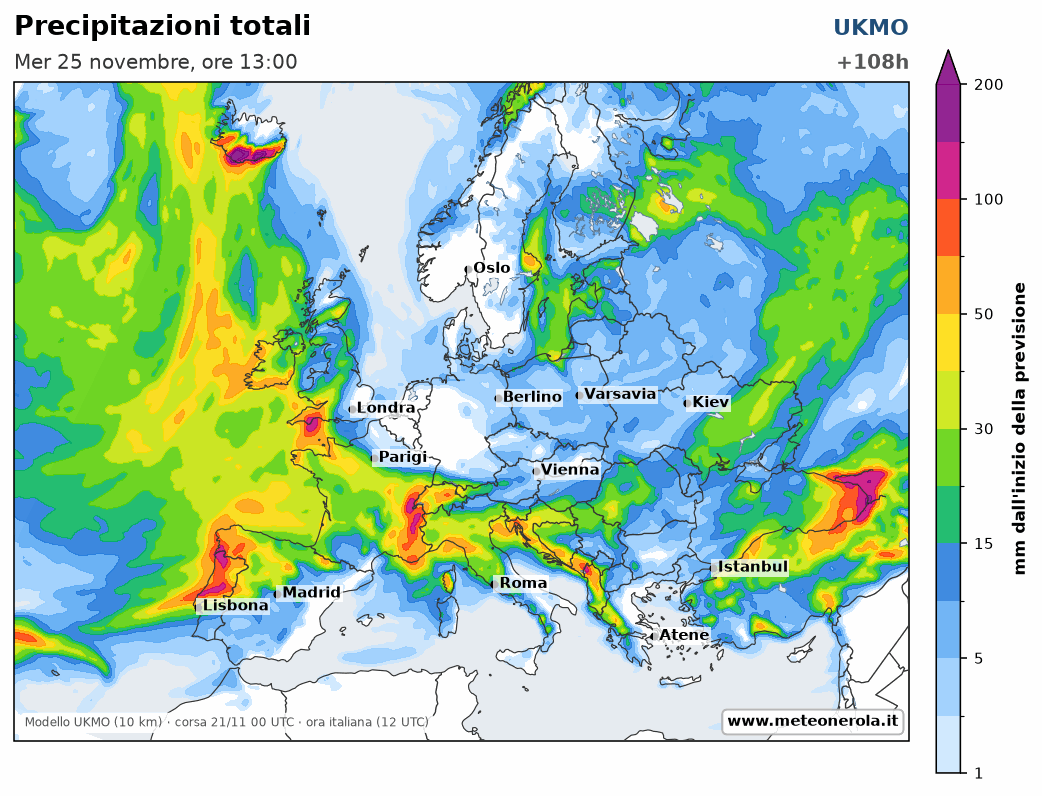 Precipitazioni totali
UKMO
Mer 25 novembre, ore 13:00
+108h
200
100
50
30
15
5
1
mm dall'inizio della previsione
Oslo
Berlino
Varsavia
Kiev
Londra
Parigi
Vienna
Istanbul
Roma
Madrid
Lisbona
Atene
Modello UKMO (10 km) · corsa 21/11 00 UTC · ora italiana (12 UTC)
www.meteonerola.it